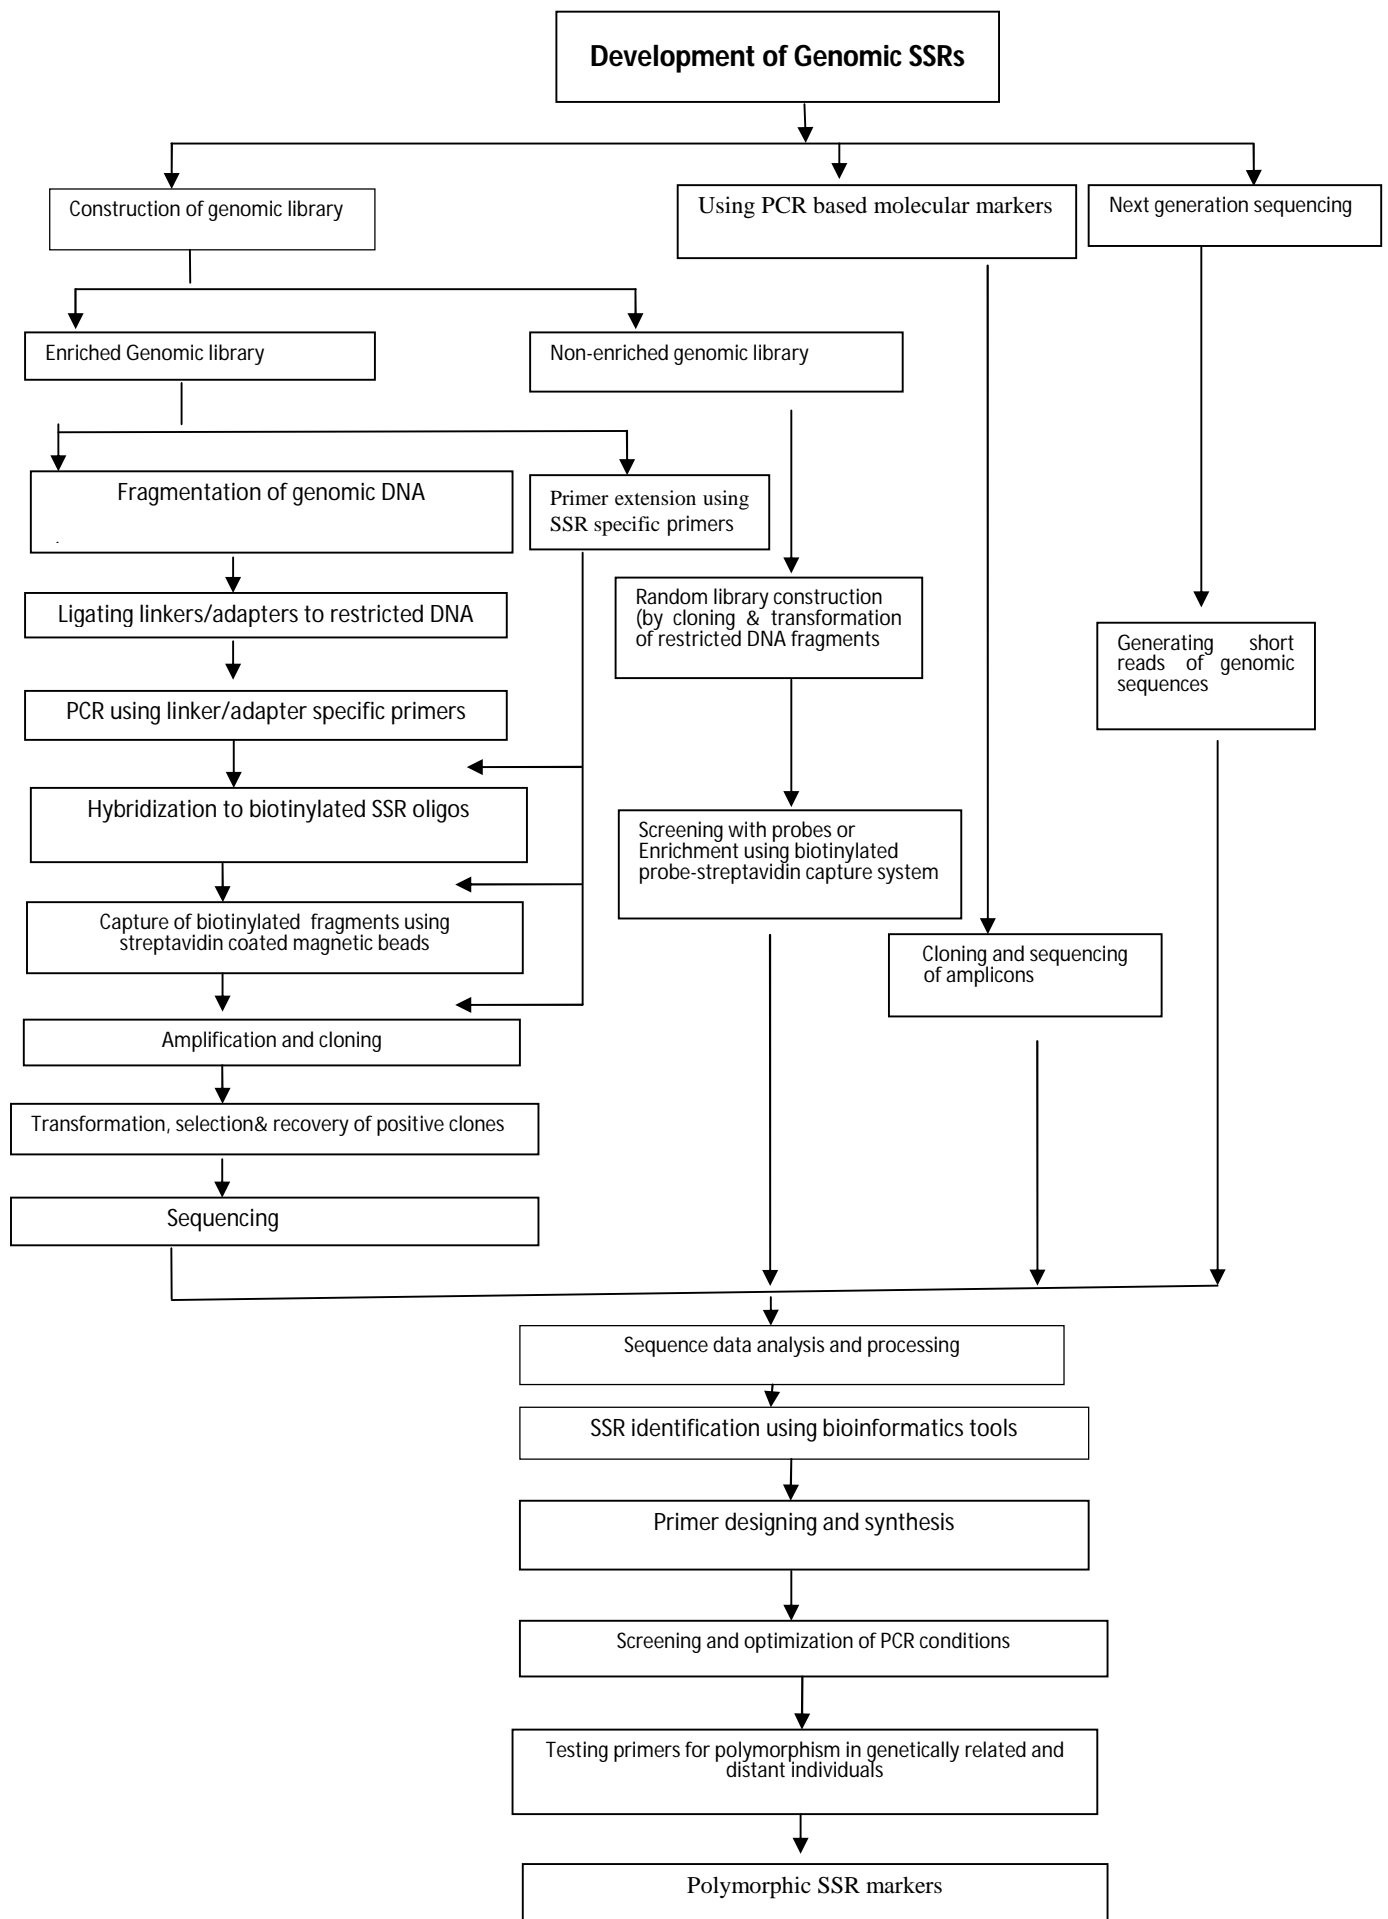 Development of Genomic SSRs
Construction of genomic library
Using PCR based molecular markers
Next generation sequencing
Enriched Genomic library
Non-enriched genomic library
Fragmentation of genomic DNA
.
Primer extension using
SSR specific primers
Ligating linkers/adapters to restricted DNA
Random library construction
(by cloning & transformation
of restricted DNA fragments
Generating short
reads of genomic
sequences
PCR using linker/adapter specific primers
Hybridization to biotinylated SSR oligos
Screening with probes or
Enrichment using biotinylated
probe-streptavidin capture system
Capture of biotinylated fragments using
streptavidin coated magnetic beads
Cloning and sequencing
of amplicons
Amplification and cloning
Transformation, selection& recovery of positive clones
Sequencing
Sequence data analysis and processing
SSR identification using bioinformatics tools
Primer designing and synthesis
Screening and optimization of PCR conditions
Testing primers for polymorphism in genetically related and
distant individuals
Polymorphic SSR markers